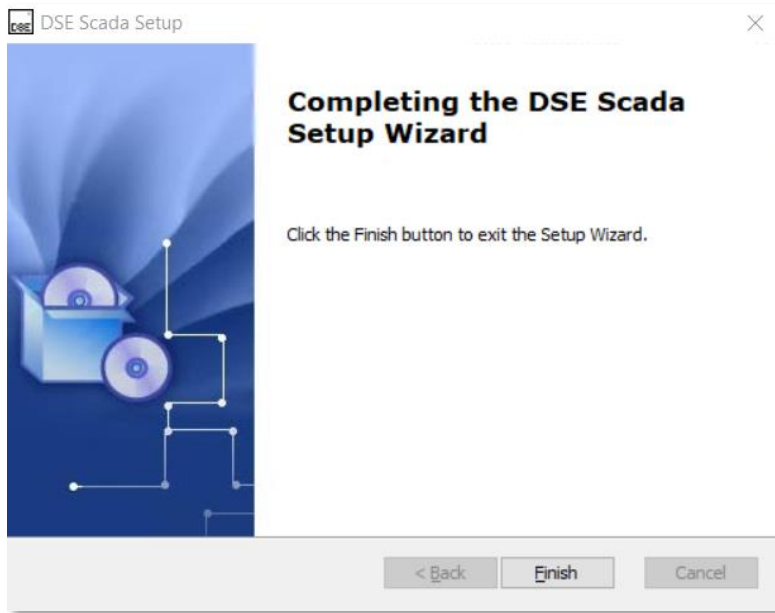 DSE DSE Scada Setup
Completing the DSE Scada
Setup Wizard
Click the Finish button to exit the Setup Wizard.
< Back Finish Cancel